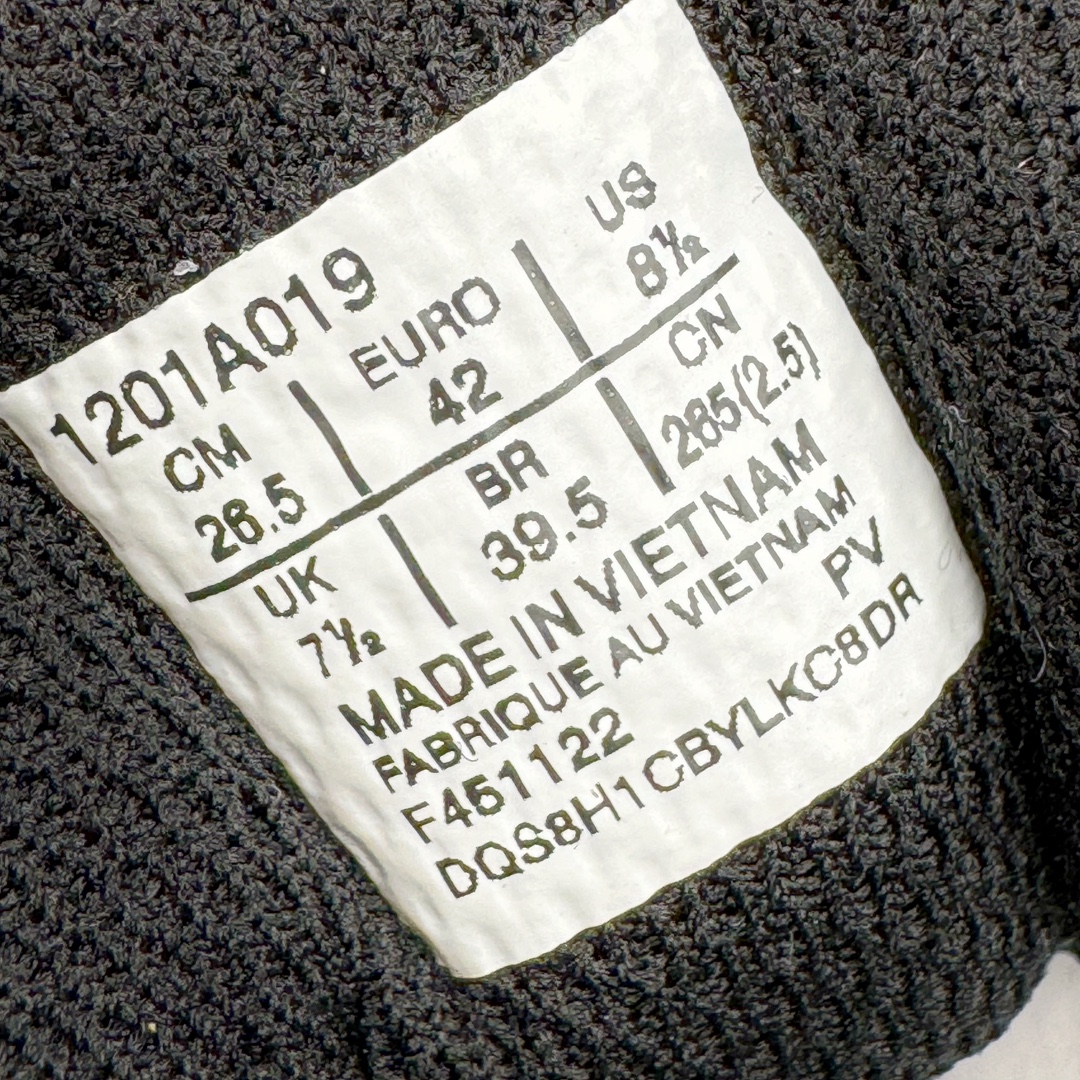 1201A019
CM EURO US
26.5 42 8½
UK BR CN
7½ 39.5 265(2.5)
MADE IN VIETNAM
FABRIQUE AU VIETNAM
F451122 PV
DQS8H1CBYLKC8DR